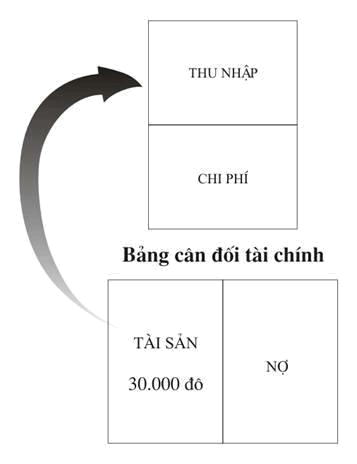 THU NHẬP
CHI PHÍ
Bảng cân đối tài chính
TÀI SẢN
30.000 đô
NỢ